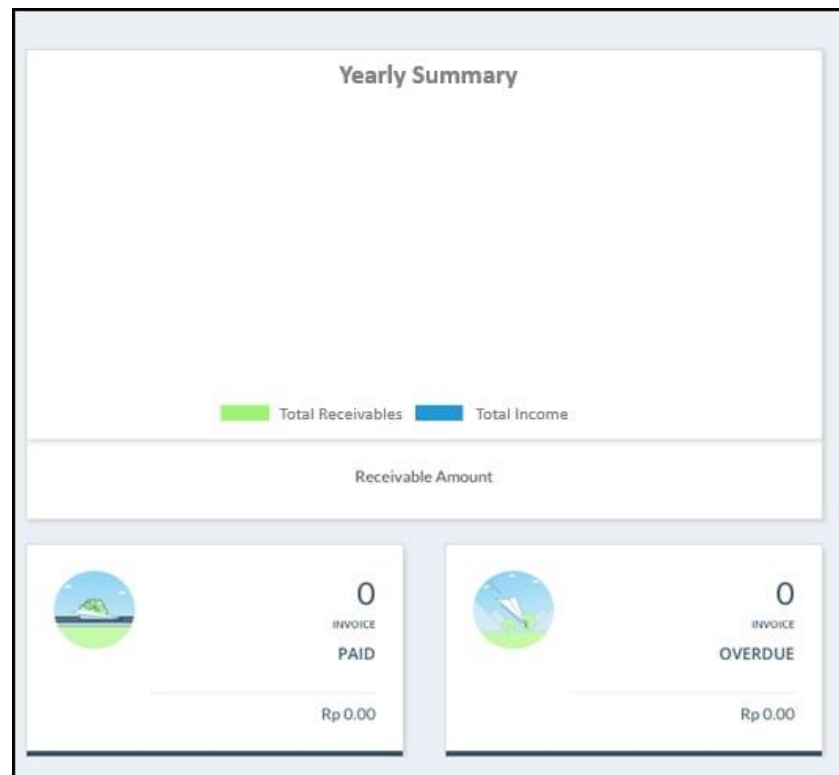 Yearly Summary
Total Receivables
Total Income
Receivable Amount
0
INVOICE
PAID
Rp 0.00
0
INVOICE
OVERDUE
Rp 0.00